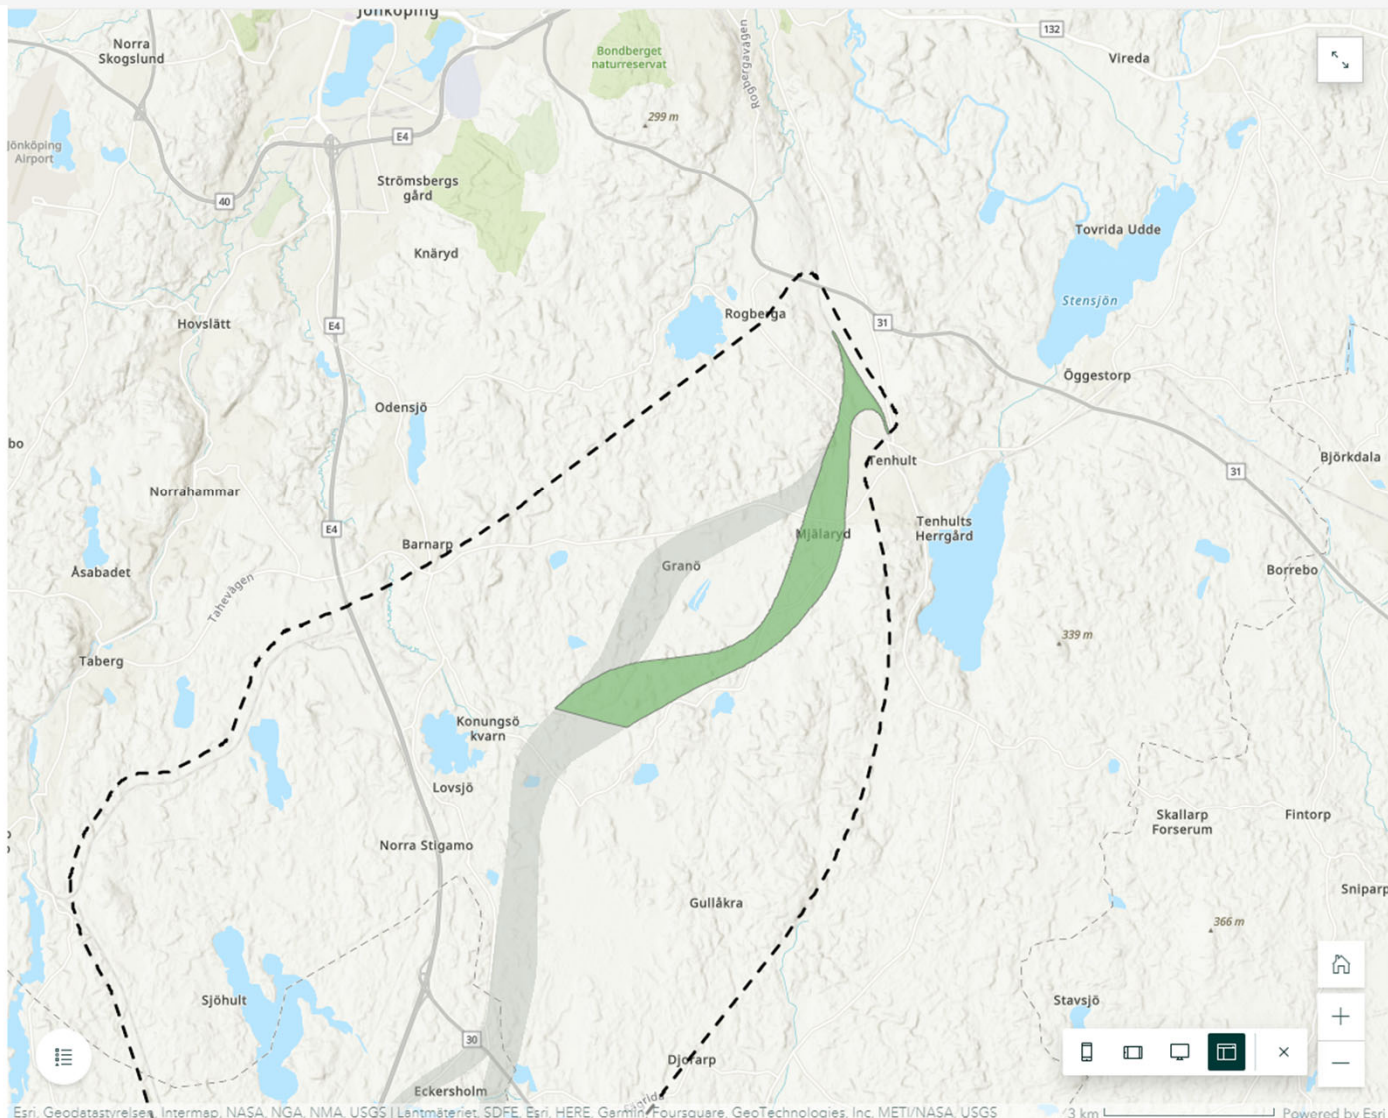 Jönköping
132
Norra
Skogslund
Bondberget
naturreservat
Vireda
Rogbergavägen
299 m
E4
Jönköping
Airport
Strömsbergs
gård
40
Tovrida Udde
Knäryd
Stensjön
Rogberga
Hovslätt
E4
31
Öggestorp
Odensjö
bo
Tenhult
Björkdala
31
Norrahammar
E4
Tenhults
Herrgård
Mjälaryd
Barnarp
Granö
Åsabadet
Borrebo
Tahevägen
339 m
Taberg
Konungsö
kvarn
Lovsjö
Skallarp
Forserum
Fintorp
Norra Stigamo
Sniparp
Gullåkra
366 m
Sjöhult
Stavsjö
30
Djorarp
Eckersholm
Esri, Geodatastyrelsen, Intermap, NASA, NGA, NMA, USGS | Lantmäteriet, SDFE, Esri, HERE, Garmin, Foursquare, GeoTechnologies, Inc, METI/NASA, USGS
3 km
Powered by Esri